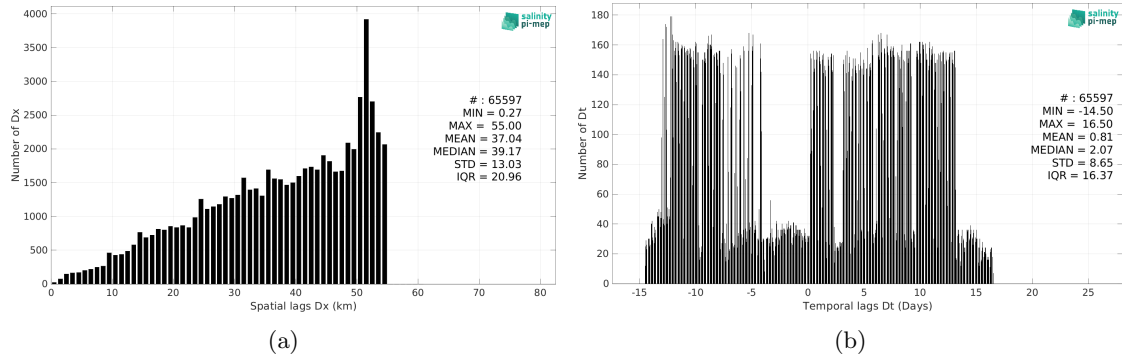 4000
3500
3000
2500
2000
1500
1000
500
0
Number of Dx
0 10 20 30 40 50 60 70 80
Spatial lags Dx (km)
salinity
pi-mep
# : 65597
MIN = 0.27
MAX = 55.00
MEAN = 37.04
MEDIAN = 39.17
STD = 13.03
IQR = 20.96
(a)
180
160
140
120
100
80
60
40
20
0
Number of Dt
-15 -10 -5 0 5 10 15 20 25
Temporal lags Dt (Days)
salinity
pi-mep
# : 65597
MIN = -14.50
MAX = 16.50
MEAN = 0.81
MEDIAN = 2.07
STD = 8.65
IQR = 16.37
(b)